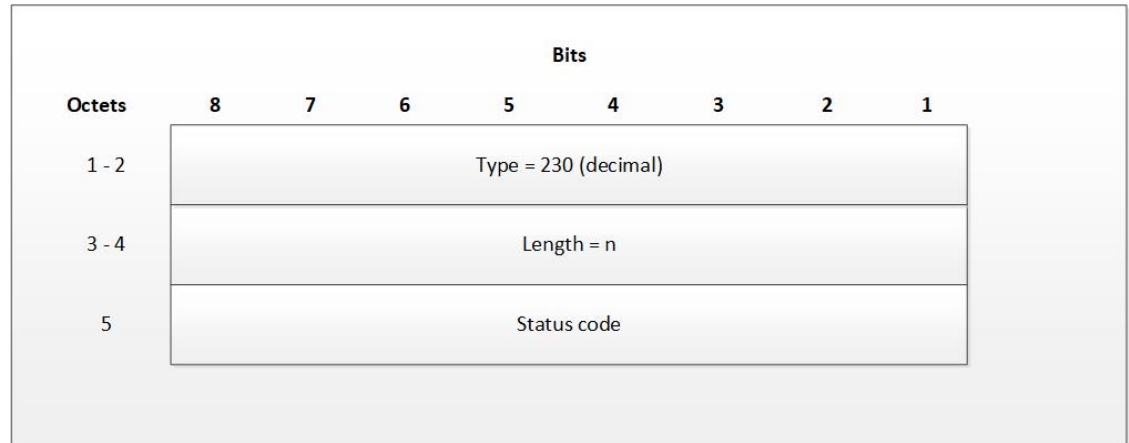 Bits
Octets 8 7 6 5 4 3 2 1
1 - 2 Type = 230 (decimal)
3 - 4 Length = n
5 Status code